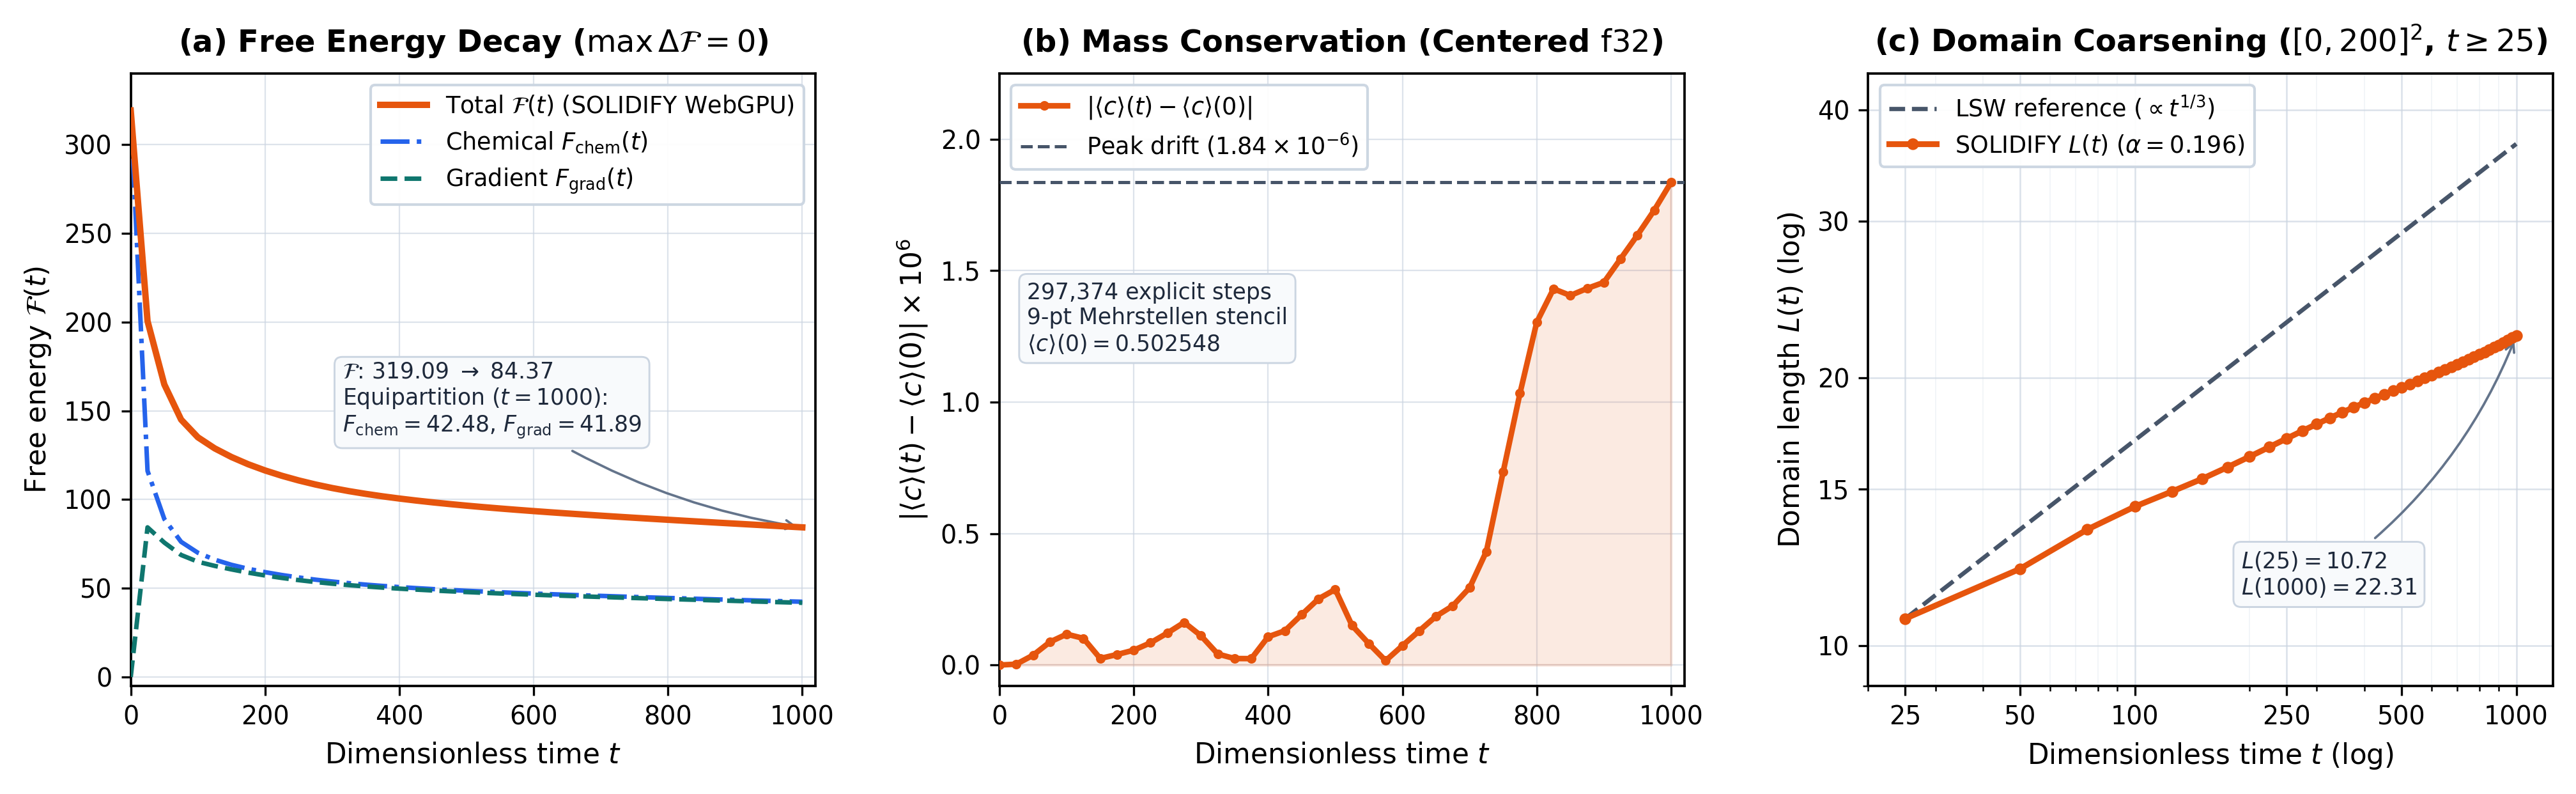 (a) Free Energy Decay (max Δℱ = 0)
Free energy ℱ(t)
300
250
200
150
100
50
0
Total ℱ(t) (SOLIDIFY WebGPU)
Chemical F_chem(t)
Gradient F_grad(t)
ℱ: 319.09 → 84.37
Equipartition (t = 1000):
F_chem = 42.48, F_grad = 41.89
0 200 400 600 800 1000
Dimensionless time t
(b) Mass Conservation (Centered f32)
|⟨c⟩(t) − ⟨c⟩(0)| × 10⁶
2.0
1.5
1.0
0.5
0.0
|⟨c⟩(t) − ⟨c⟩(0)|
Peak drift (1.84 × 10⁻⁶)
297,374 explicit steps
9-pt Mehrstellen stencil
⟨c⟩(0) = 0.502548
0 200 400 600 800 1000
Dimensionless time t
(c) Domain Coarsening ([0, 200]², t ≥ 25)
Domain length L(t) (log)
40
30
20
15
10
LSW reference (∝ t^{1/3})
SOLIDIFY L(t) (α = 0.196)
L(25) = 10.72
L(1000) = 22.31
25 50 100 250 500 1000
Dimensionless time t (log)